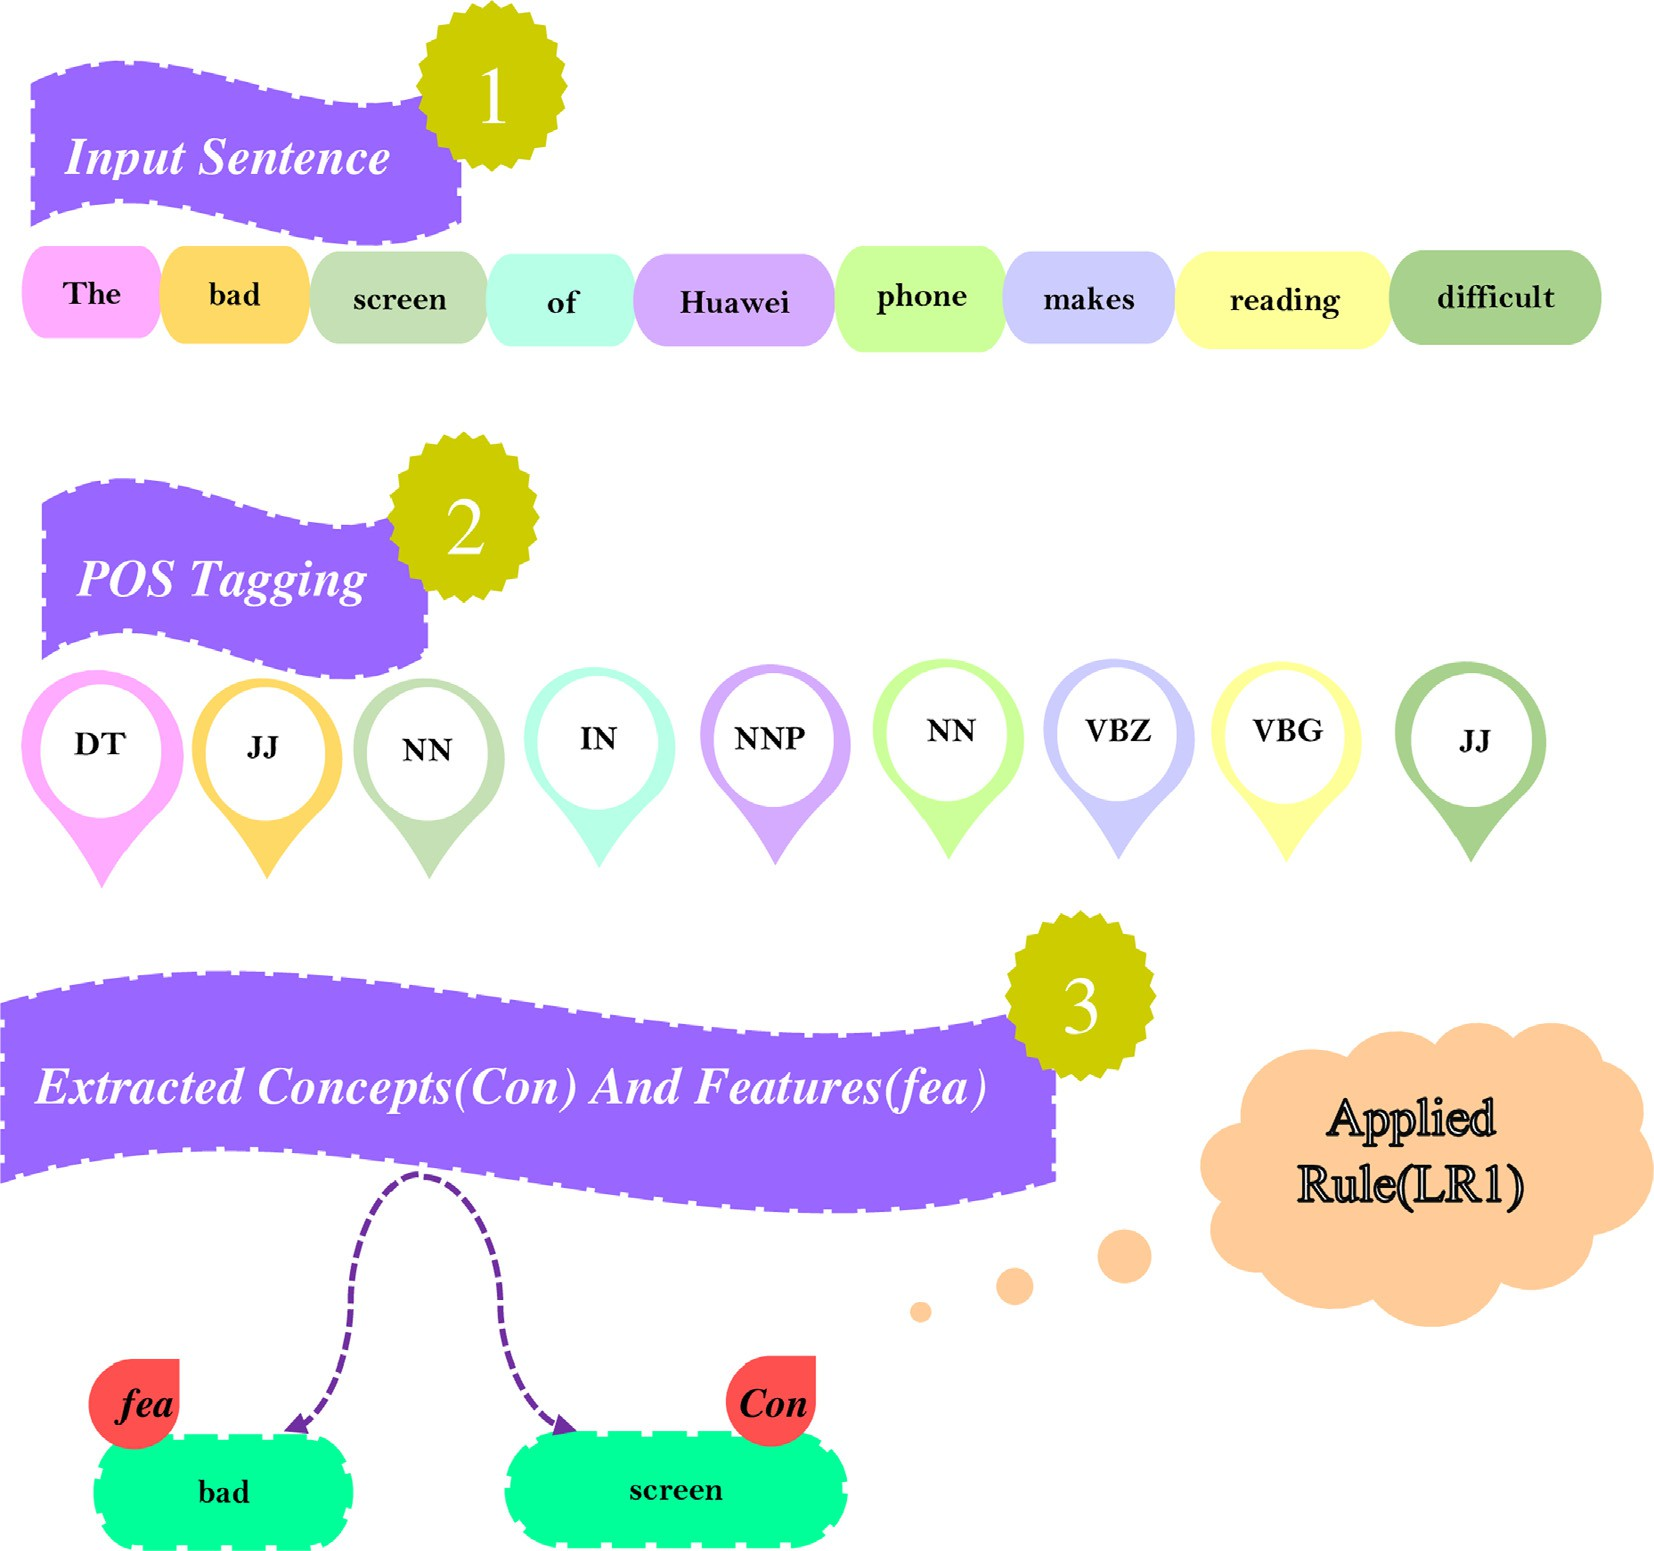 1
Input Sentence
The bad screen of Huawei phone makes reading difficult
2
POS Tagging
DT JJ NN IN NNP NN VBZ VBG JJ
3
Extracted Concepts(Con) And Features(fea)
Applied
Rule(LR1)
fea Con
bad screen